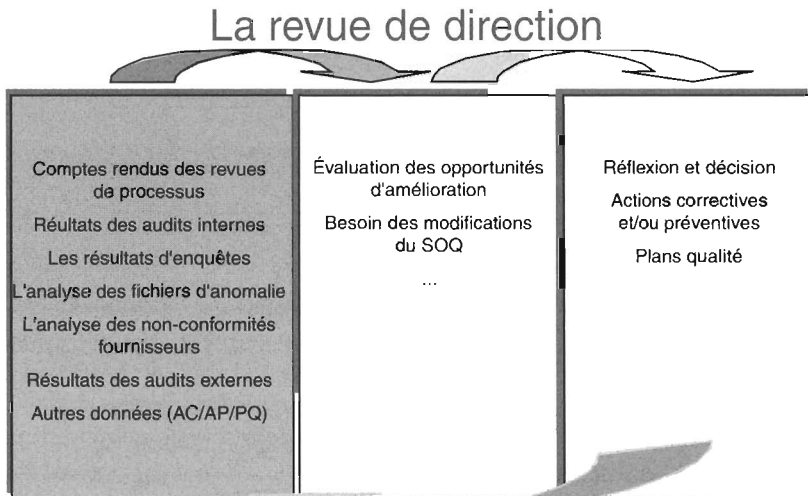 La revue de direction
Comptes rendus des revues
de processus
Réultats des audits internes
Les résultats d'enquêtes
L'analyse des fichiers d'anomalie
L'analyse des non-conformités
fournisseurs
Résultats des audits externes
Autres données (AC/AP/PQ)
Évaluation des opportunités
d'amélioration
Besoin des modifications
du SOQ
...
Réflexion et décision
Actions correctives
et/ou préventives
Plans qualité